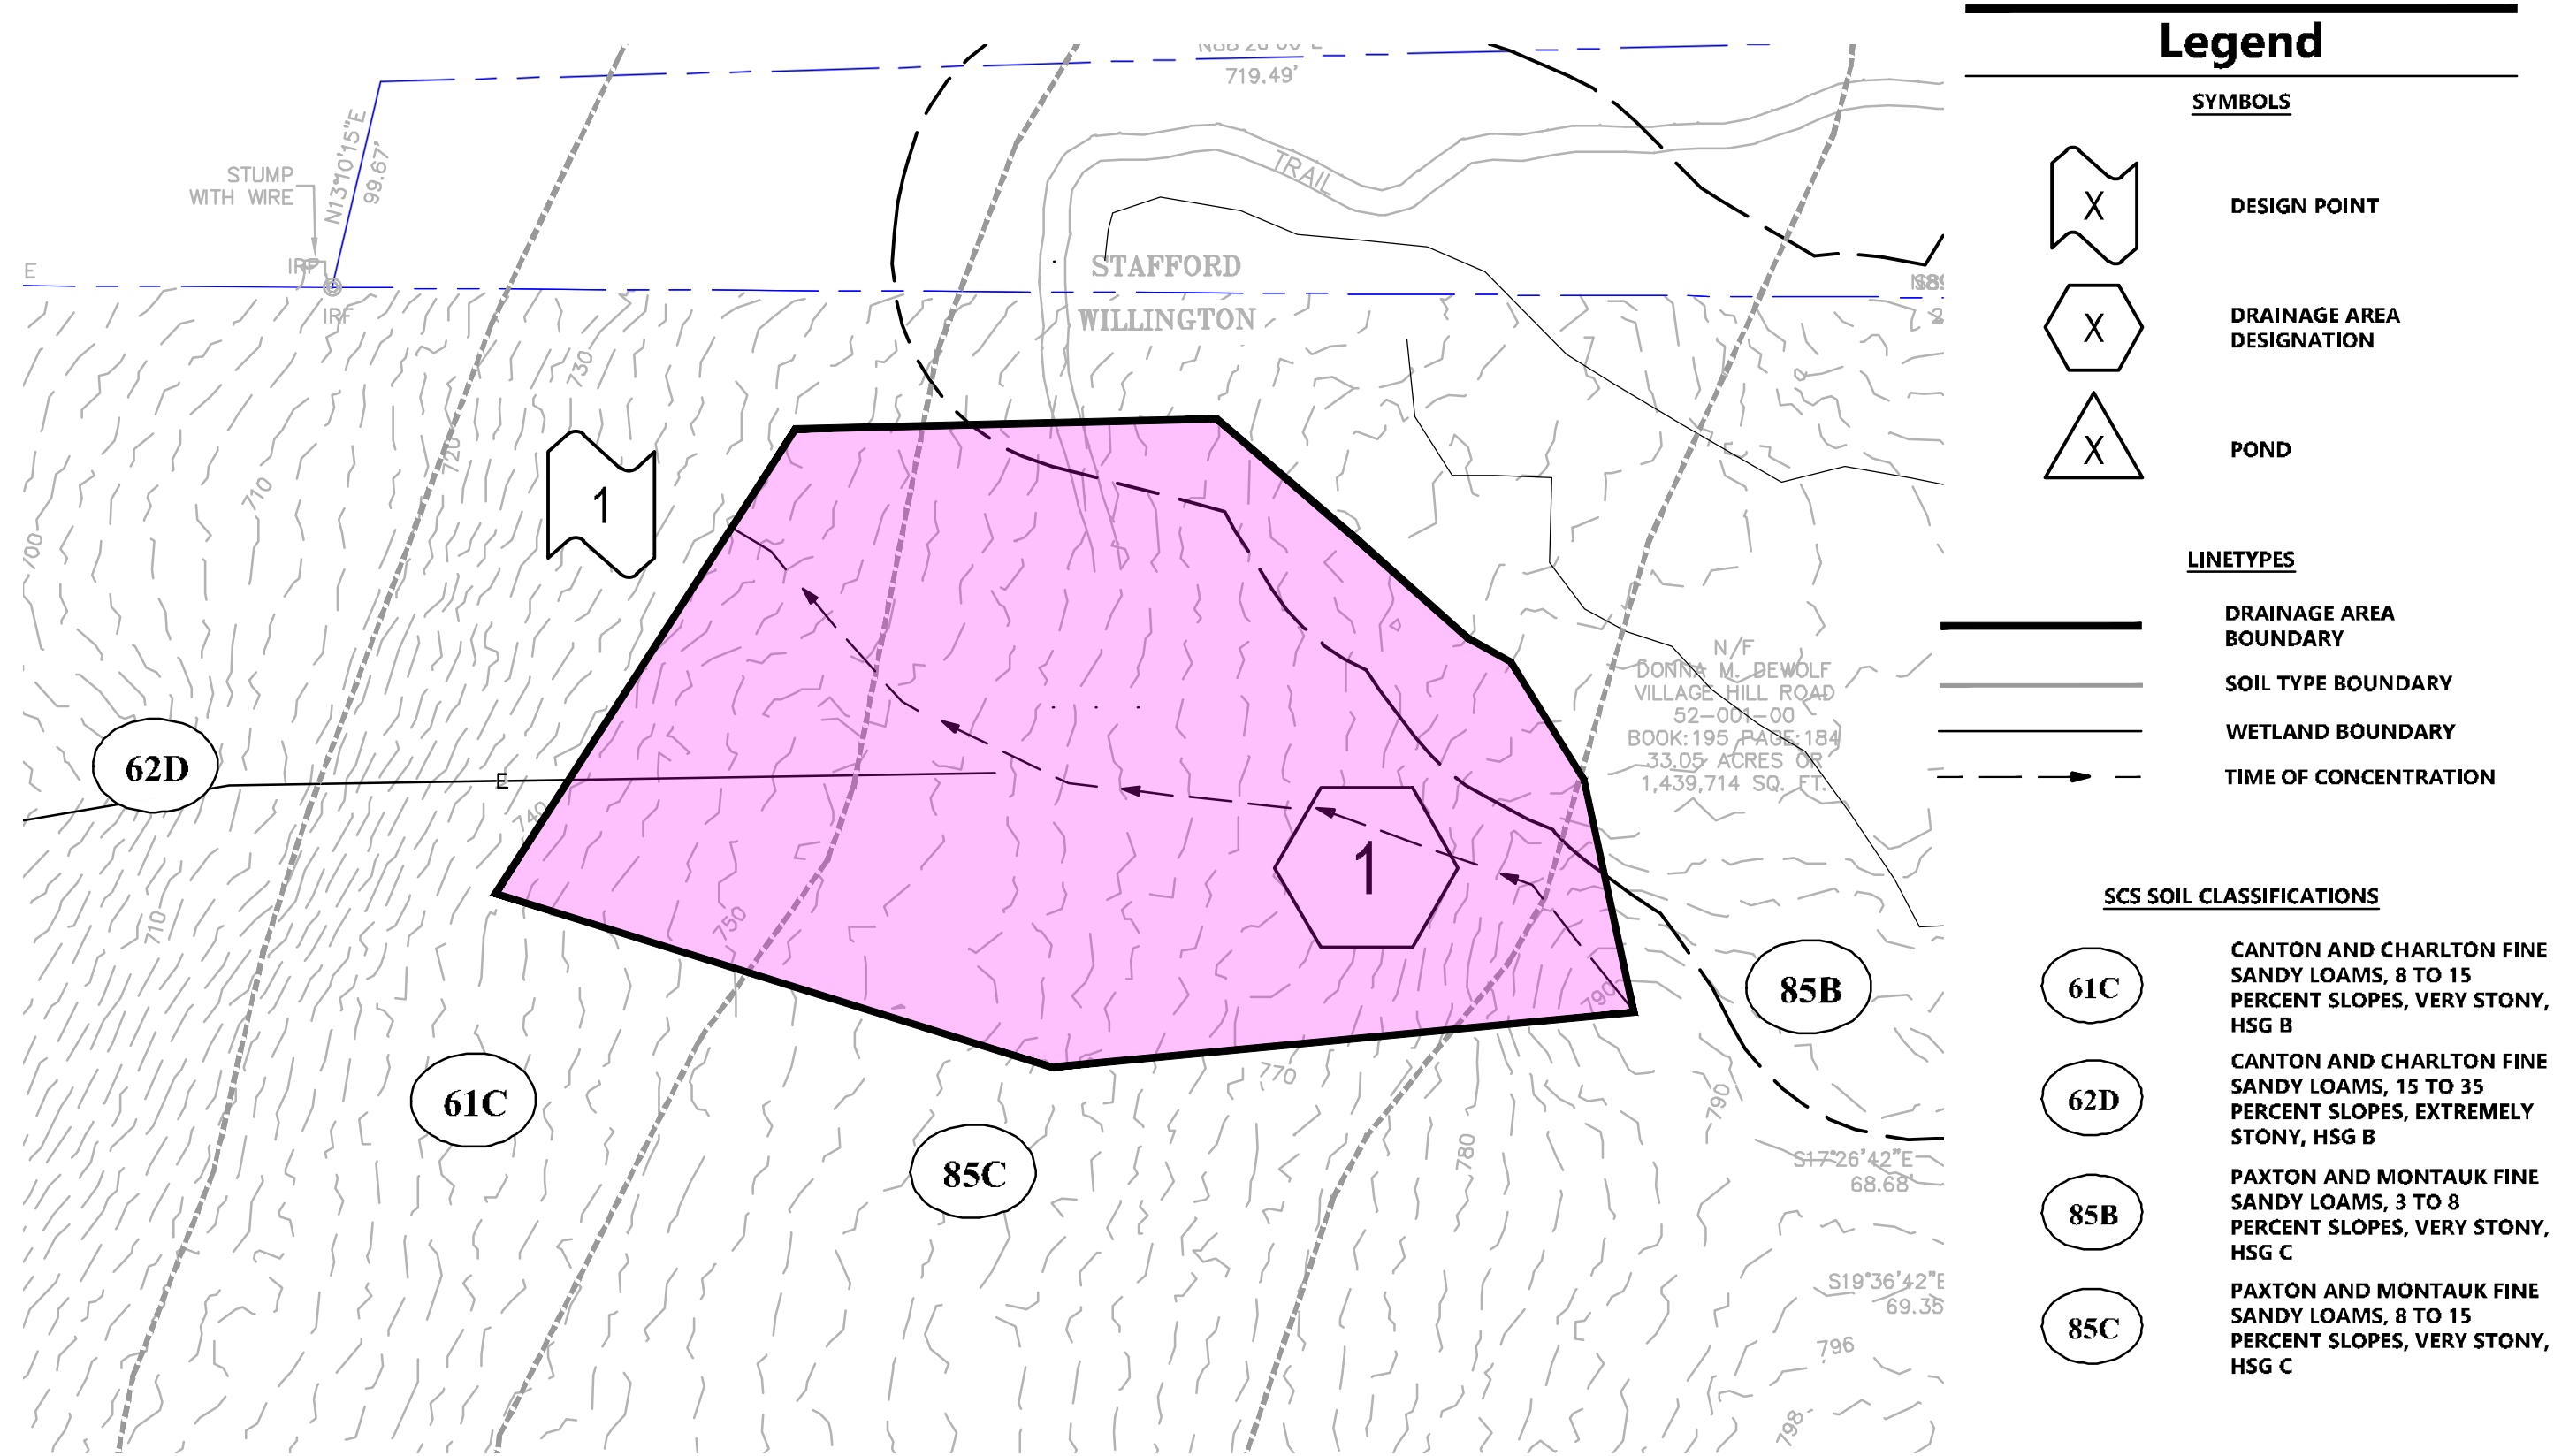 719.49'
N13°10'15"E
99.67'
STUMP
WITH WIRE
IRF
IRF
E
TRAIL
STAFFORD
WILLINGTON
730
720
710
700
1
N/F
DONNA M. DEWOLF
VILLAGE HILL ROAD
52-001-00
BOOK:195 PAGE:184
33.05 ACRES OR
1,439,714 SQ. FT.
62D
E
740
1
710
750
790
85B
770
61C
85C
780
790
S17°26'42"E
68.68'
S19°36'42"E
69.35
796
798
Legend
SYMBOLS
X
DESIGN POINT
X
DRAINAGE AREA
DESIGNATION
X
POND
LINETYPES
DRAINAGE AREA
BOUNDARY
SOIL TYPE BOUNDARY
WETLAND BOUNDARY
TIME OF CONCENTRATION
SCS SOIL CLASSIFICATIONS
61C
CANTON AND CHARLTON FINE
SANDY LOAMS, 8 TO 15
PERCENT SLOPES, VERY STONY,
HSG B
62D
CANTON AND CHARLTON FINE
SANDY LOAMS, 15 TO 35
PERCENT SLOPES, EXTREMELY
STONY, HSG B
85B
PAXTON AND MONTAUK FINE
SANDY LOAMS, 3 TO 8
PERCENT SLOPES, VERY STONY,
HSG C
85C
PAXTON AND MONTAUK FINE
SANDY LOAMS, 8 TO 15
PERCENT SLOPES, VERY STONY,
HSG C